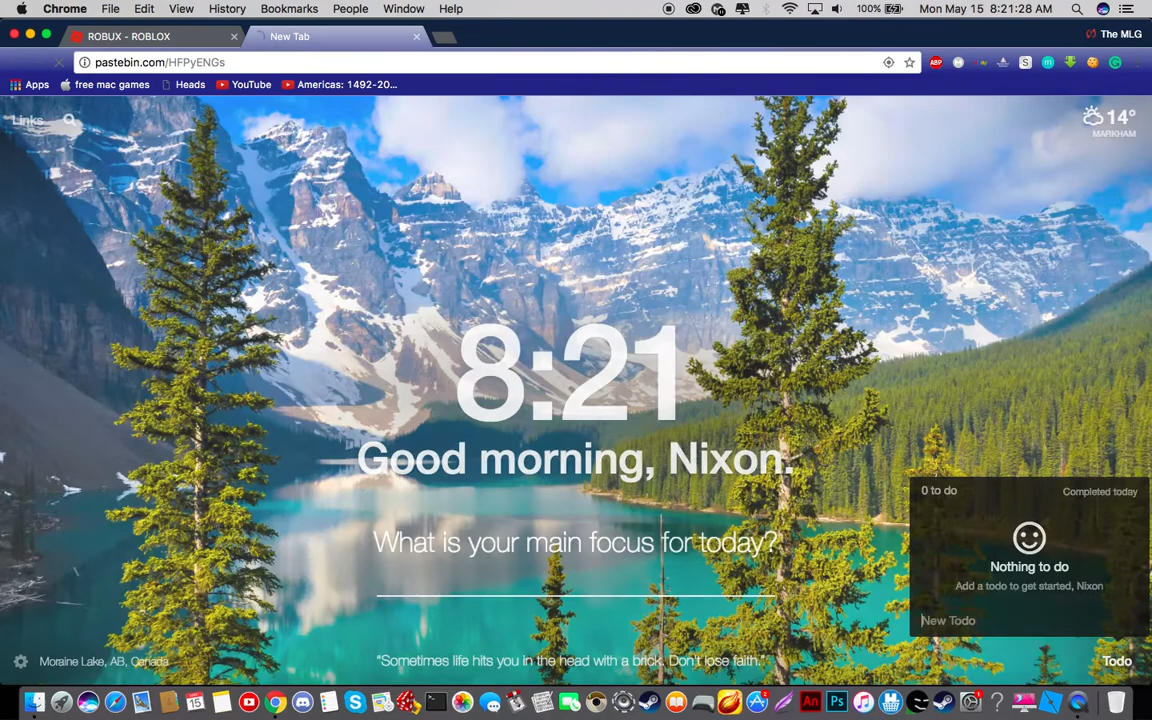 Chrome File Edit View History Bookmarks People Window Help 100% Mon May 15 8:21:28 AM
ROBUX - ROBLOX New Tab The MLG
pastebin.com/HFPyENGs ABP S m G
Apps free mac games Heads YouTube Americas: 1492-20...
Links 14°
MARKHAM
8:21
Good morning, Nixon.
What is your main focus for today?
0 to do Completed today
Nothing to do
Add a todo to get started, Nixon
New Todo
Moraine Lake, AB, Canada "Sometimes life hits you in the head with a brick. Don't lose faith." Todo
15 An Ps